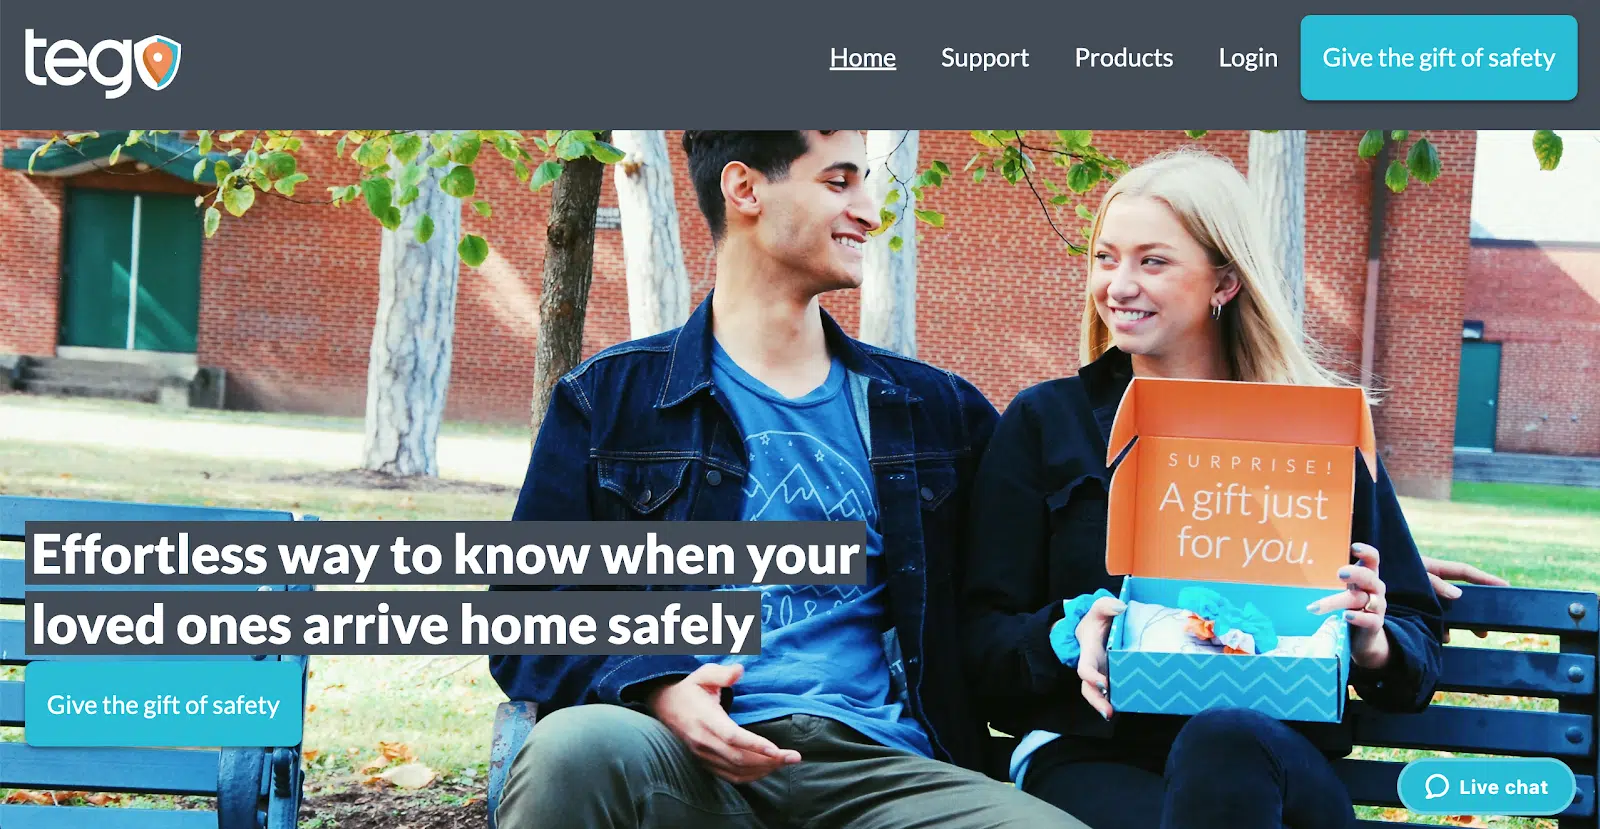 tego
Home
Support
Products
Login
Give the gift of safety
SURPRISE!
A gift just
for you.
Effortless way to know when your
loved ones arrive home safely
Give the gift of safety
Live chat